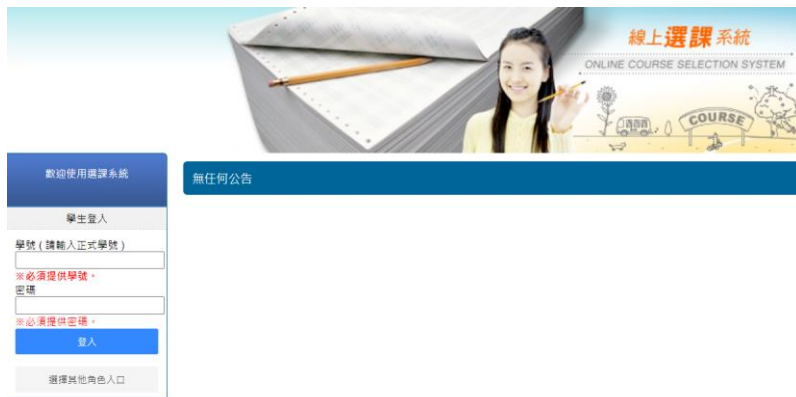 線上選課系統
ONLINE COURSE SELECTION SYSTEM
COURSE
歡迎使用選課系統
無任何公告
學生登入
學號(請輸入正式學號)
※必須提供學號。
密碼
※必須提供密碼。
登入
選擇其他角色入口